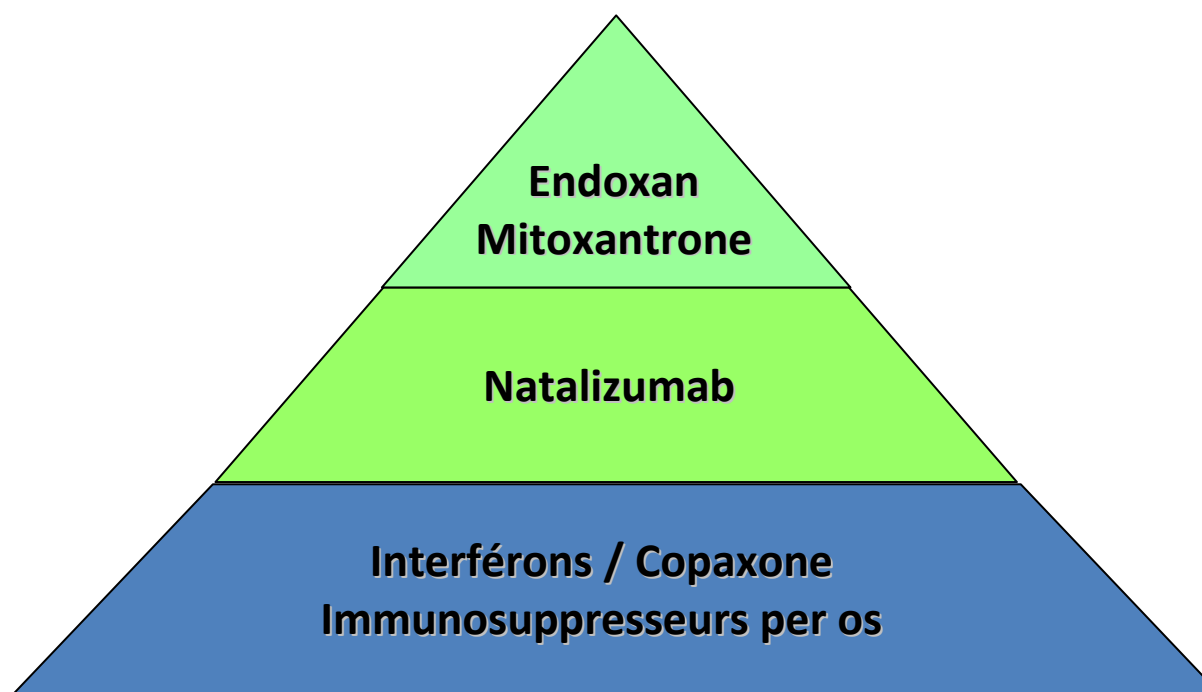 Endoxan
Mitoxantrone
Natalizumab
Interférons / Copaxone
Immunosuppresseurs per os